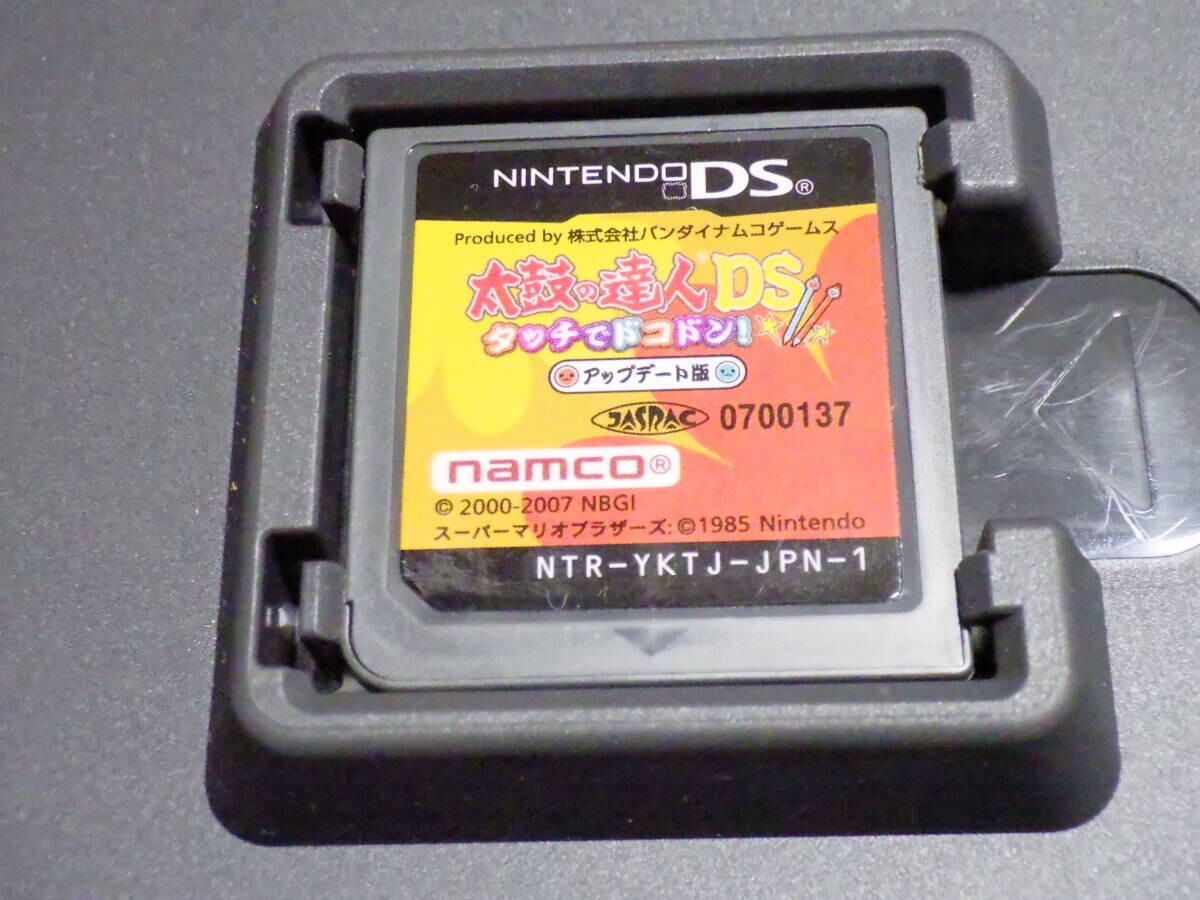 NINTENDO DS®
Produced by 株式会社バンダイナムコゲームス
太鼓の達人®DS
タッチでドコドン!
アップデート版
JASRAC 0700137
namco®
© 2000-2007 NBGI
スーパーマリオブラザーズ:©1985 Nintendo
NTR-YKTJ-JPN-1